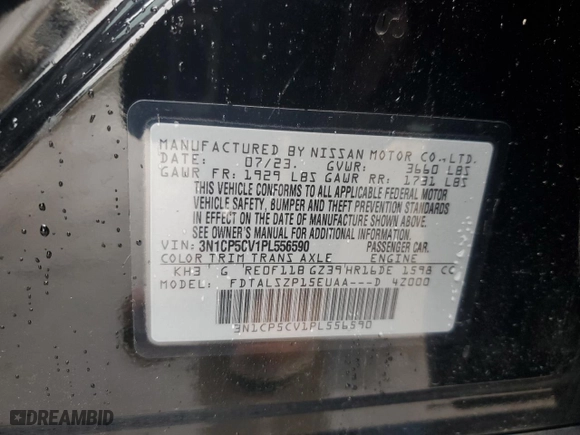 MANUFACTURED BY NISSAN MOTOR CO.,LTD.
DATE: 07/23. GVWR: 3660 LBS
GAWR FR: 1929 LBS GAWR RR: 1731 LBS
THIS VEHICLE CONFORMS TO ALL APPLICABLE FEDERAL MOTOR
VEHICLE SAFETY, BUMPER AND THEFT PREVENTION STANDARDS
IN EFFECT ON THE DATE OF MANUFACTURE SHOWN ABOVE.
SEE OWNER'S MANUAL FOR ADDITIONAL INFORMATION
VIN: 3N1CP5CV1PL556590 PASSENGER CAR.
COLOR TRIM TRANS AXLE ENGINE
KH3 G RE0F11B GZ39 HR16DE 1598 CC
MODEL: FDTALSZP15EUAA---D 4Z000
3N1CP5CV1PL556590
DREAMBID